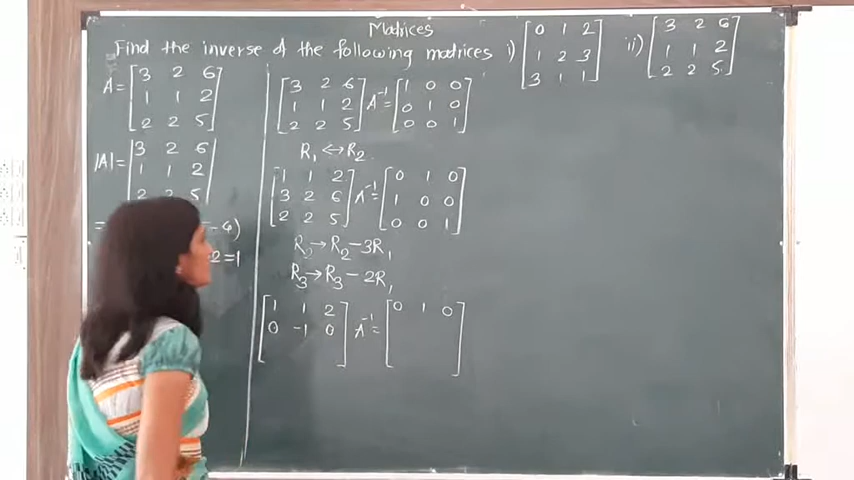 Matrices
Find the inverse of the following matrices i) [0 1 2 ii) [3 2 6
1 2 3 1 1 2
3 1 1] 2 2 5]
A = [3 2 6
1 1 2
2 2 5]
|A| = |3 2 6
1 1 2
2 2 5|
=
2 = 1
[3 2 6 A⁻¹ = [1 0 0
1 1 2 0 1 0
2 2 5] 0 0 1]
R₁ ↔ R₂
[1 1 2 A⁻¹ = [0 1 0
3 2 6 1 0 0
2 2 5] 0 0 1]
R₂ → R₂ − 3R₁
R₃ → R₃ − 2R₁
[1 1 2 A⁻¹ = [0 1 0
0 −1 0] ]